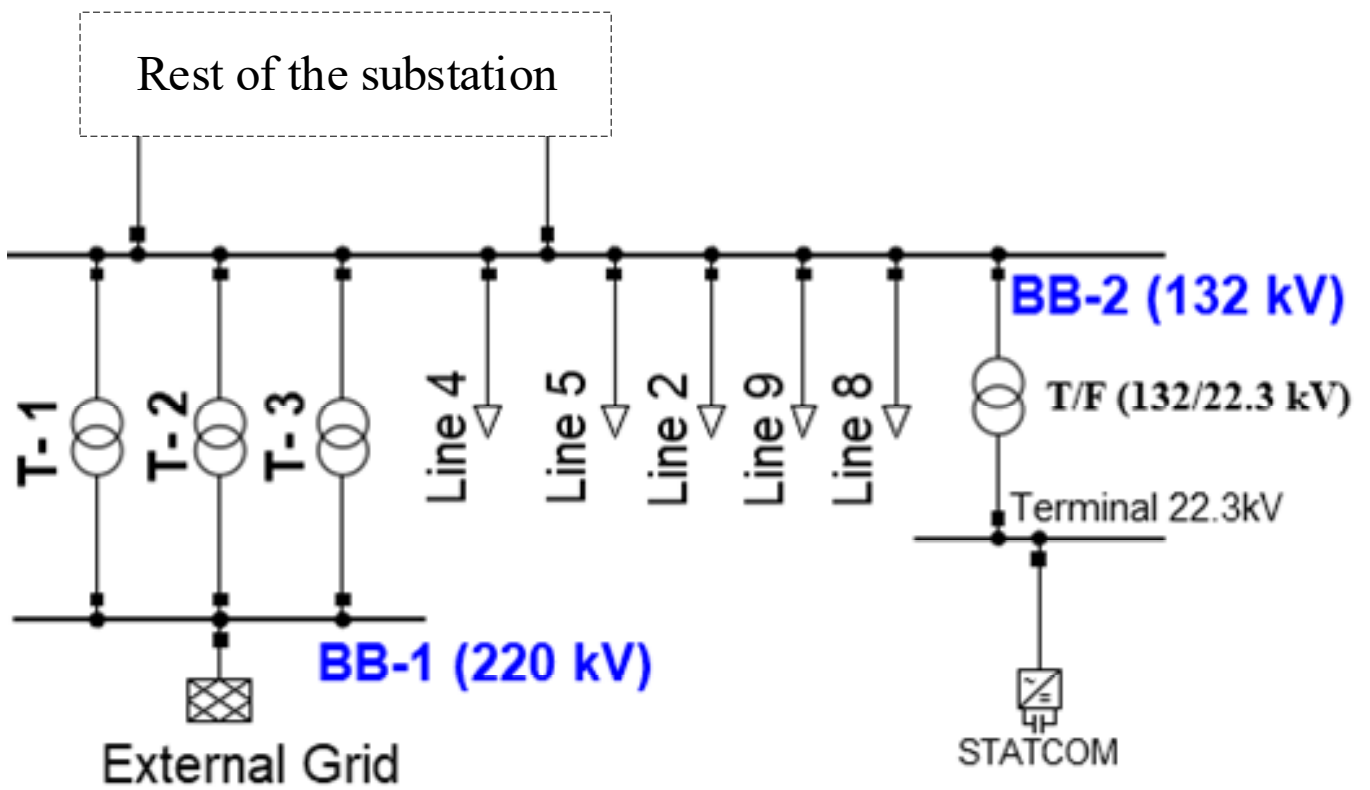 Rest of the substation
BB-2 (132 kV)
T- 1
T- 2
T- 3
Line 4
Line 5
Line 2
Line 9
Line 8
T/F (132/22.3 kV)
Terminal 22.3kV
BB-1 (220 kV)
External Grid
STATCOM